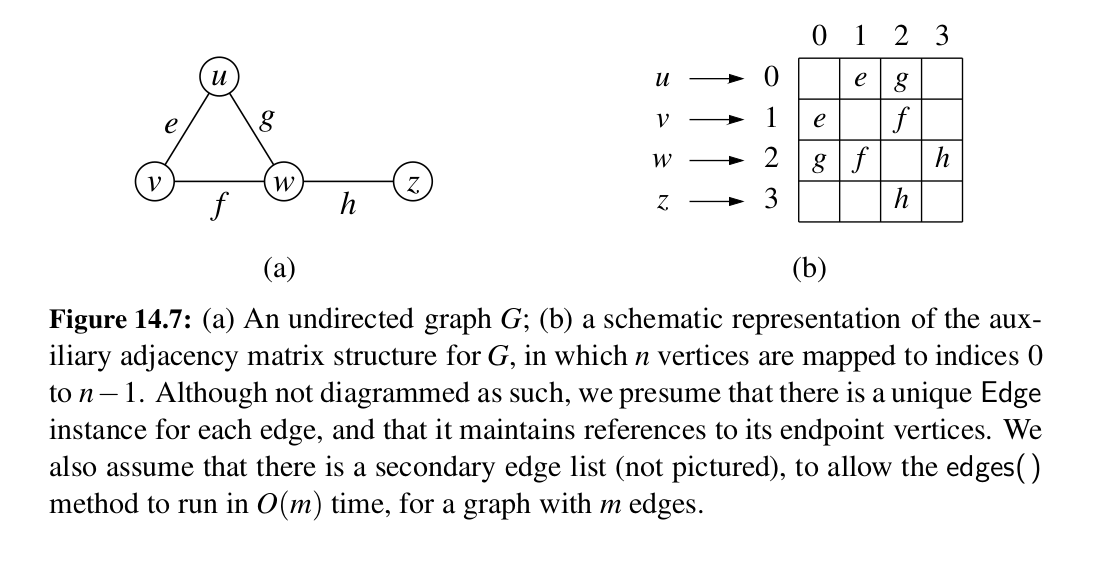 0 1 2 3
u
u 0 e g
e g
v 1 e f
v w z
w 2 g f h
f h
z 3 h
(a) (b)
Figure 14.7: (a) An undirected graph G; (b) a schematic representation of the aux-
iliary adjacency matrix structure for G, in which n vertices are mapped to indices 0
to n−1. Although not diagrammed as such, we presume that there is a unique Edge
instance for each edge, and that it maintains references to its endpoint vertices. We
also assume that there is a secondary edge list (not pictured), to allow the edges()
method to run in O(m) time, for a graph with m edges.